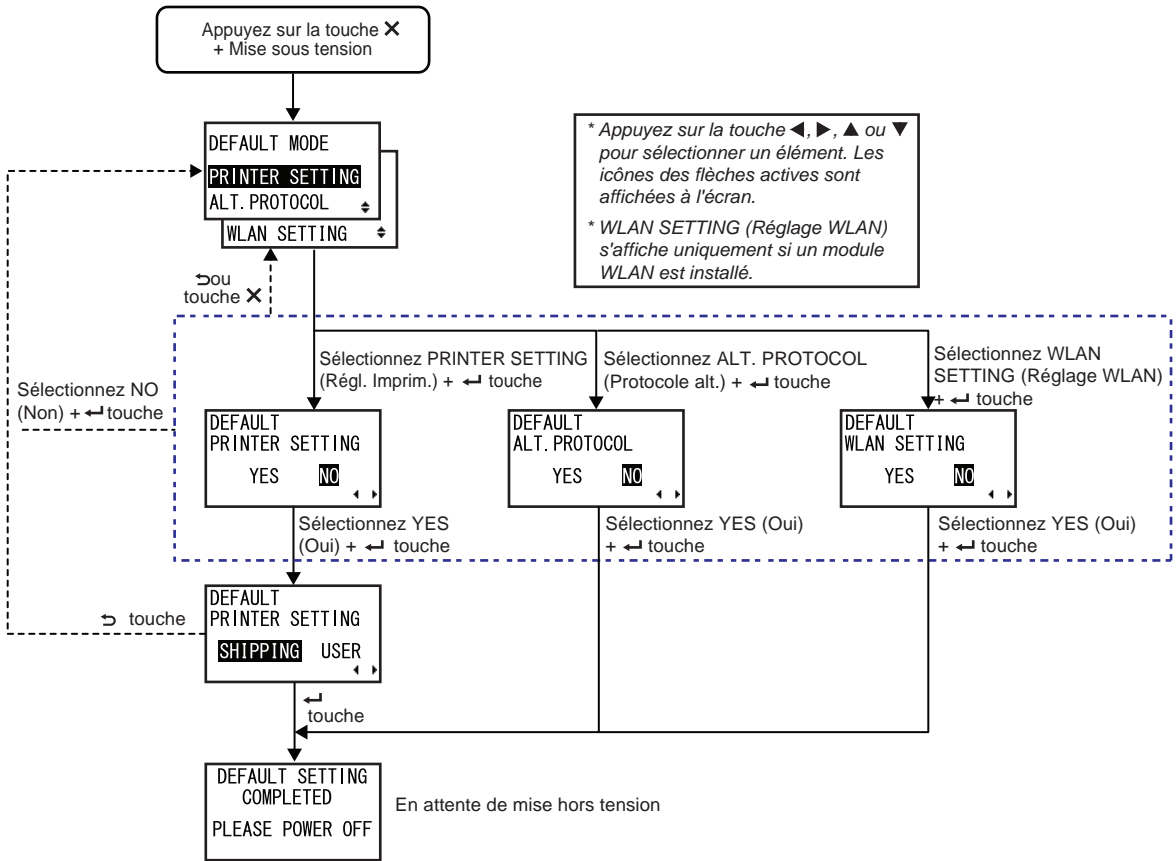 Appuyez sur la touche ✕
+ Mise sous tension
DEFAULT MODE
PRINTER SETTING
ALT. PROTOCOL
WLAN SETTING
* Appuyez sur la touche ◀, ▶, ▲ ou ▼
pour sélectionner un élément. Les
icônes des flèches actives sont
affichées à l'écran.
* WLAN SETTING (Réglage WLAN)
s'affiche uniquement si un module
WLAN est installé.
⮌ou
touche ✕
Sélectionnez NO
(Non) + ↵ touche
Sélectionnez PRINTER SETTING
(Régl. Imprim.) + ↵ touche
Sélectionnez ALT. PROTOCOL
(Protocole alt.) + ↵ touche
Sélectionnez WLAN
SETTING (Réglage WLAN)
+ ↵ touche
DEFAULT
PRINTER SETTING
YES NO
DEFAULT
ALT. PROTOCOL
YES NO
DEFAULT
WLAN SETTING
YES NO
Sélectionnez YES
(Oui) + ↵ touche
Sélectionnez YES (Oui)
+ ↵ touche
Sélectionnez YES (Oui)
+ ↵ touche
⮌ touche
DEFAULT
PRINTER SETTING
SHIPPING USER
↵
touche
DEFAULT SETTING
COMPLETED
PLEASE POWER OFF
En attente de mise hors tension